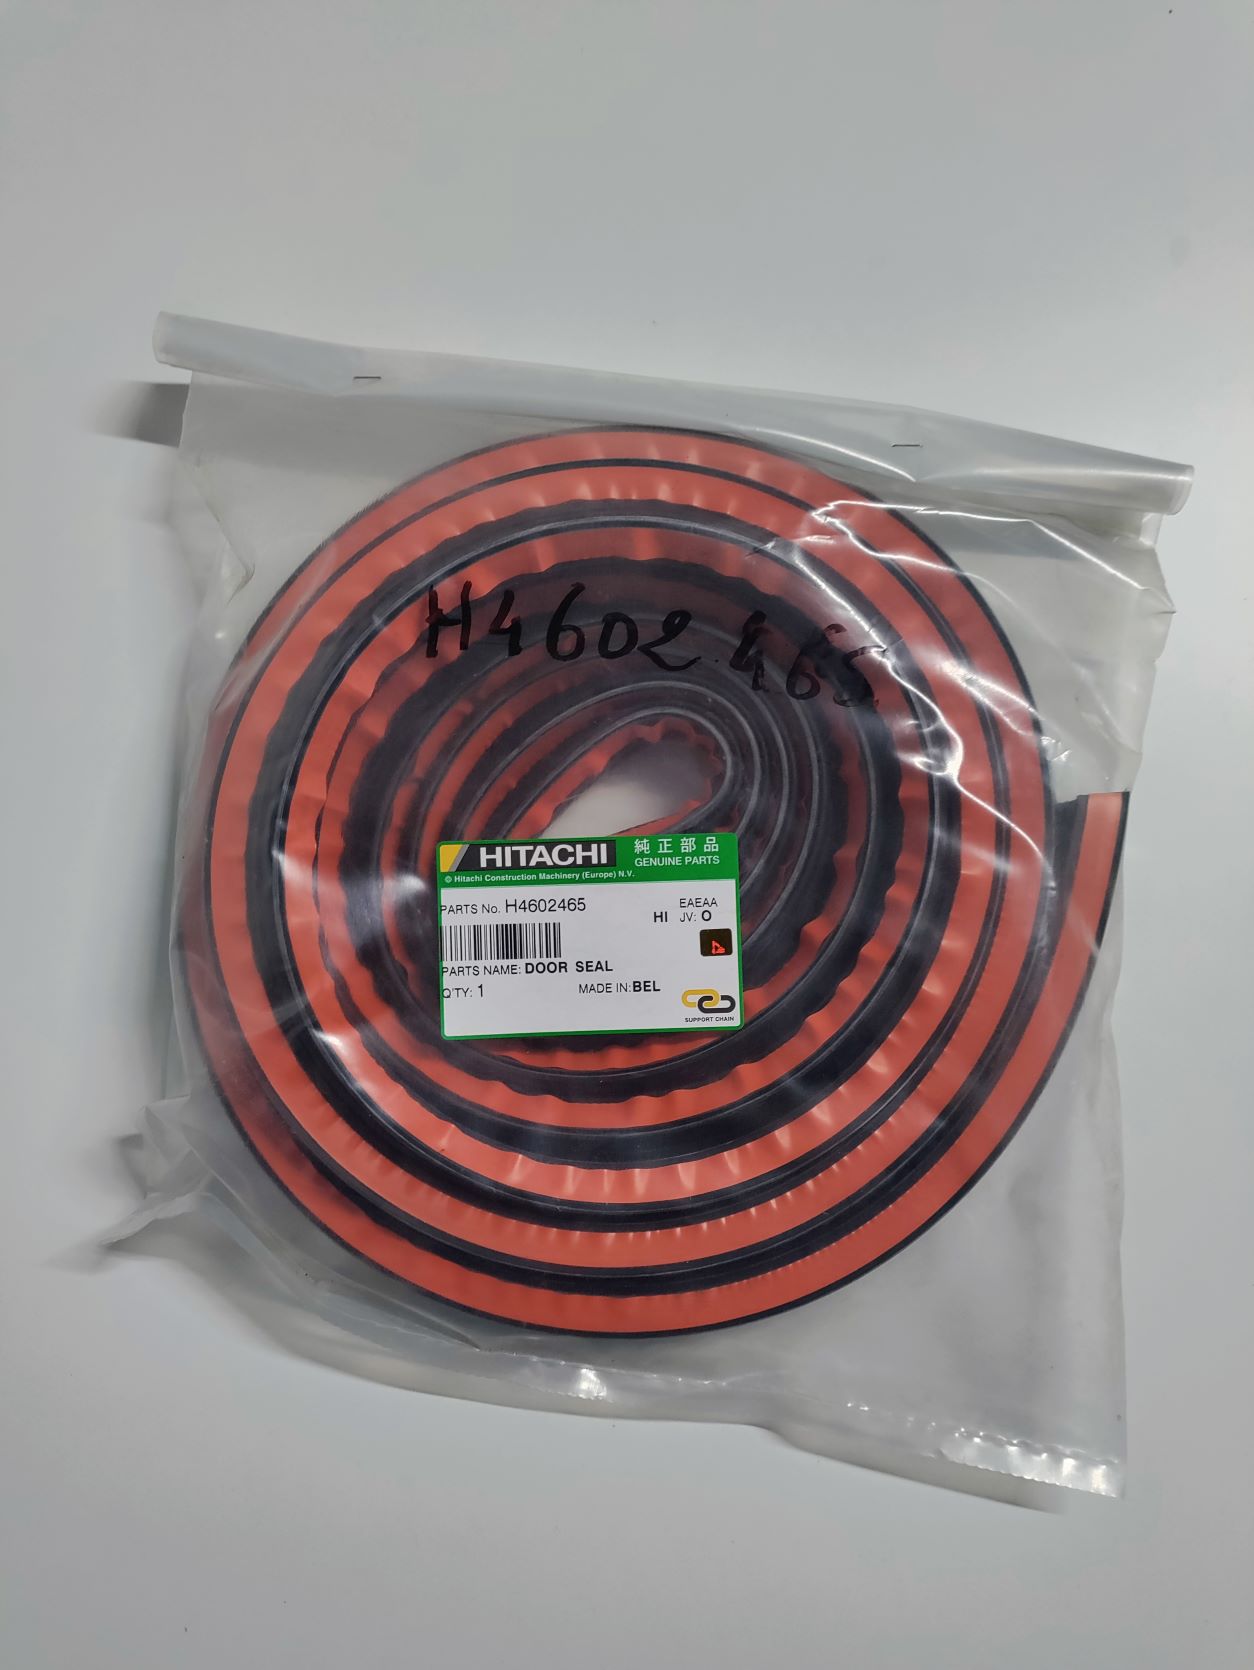 H4602465
HITACHI
純正部品
GENUINE PARTS
© Hitachi Construction Machinery (Europe) N.V.
PARTS No. H4602465
EAEAA
HI JV: O
PARTS NAME: DOOR SEAL
Q'TY: 1 MADE IN: BEL
SUPPORT CHAIN